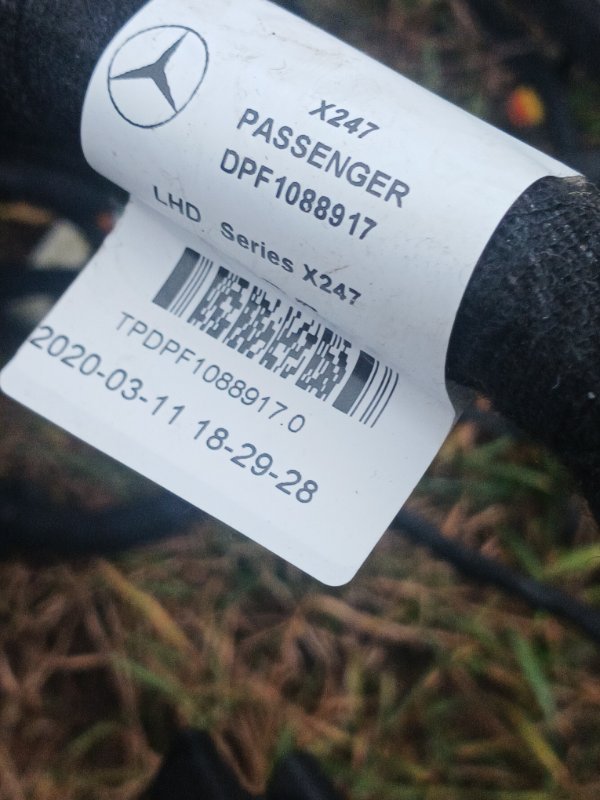 X247
PASSENGER
DPF1088917
LHD Series X247
TPDPF1088917.0
2020-03-11 18-29-28